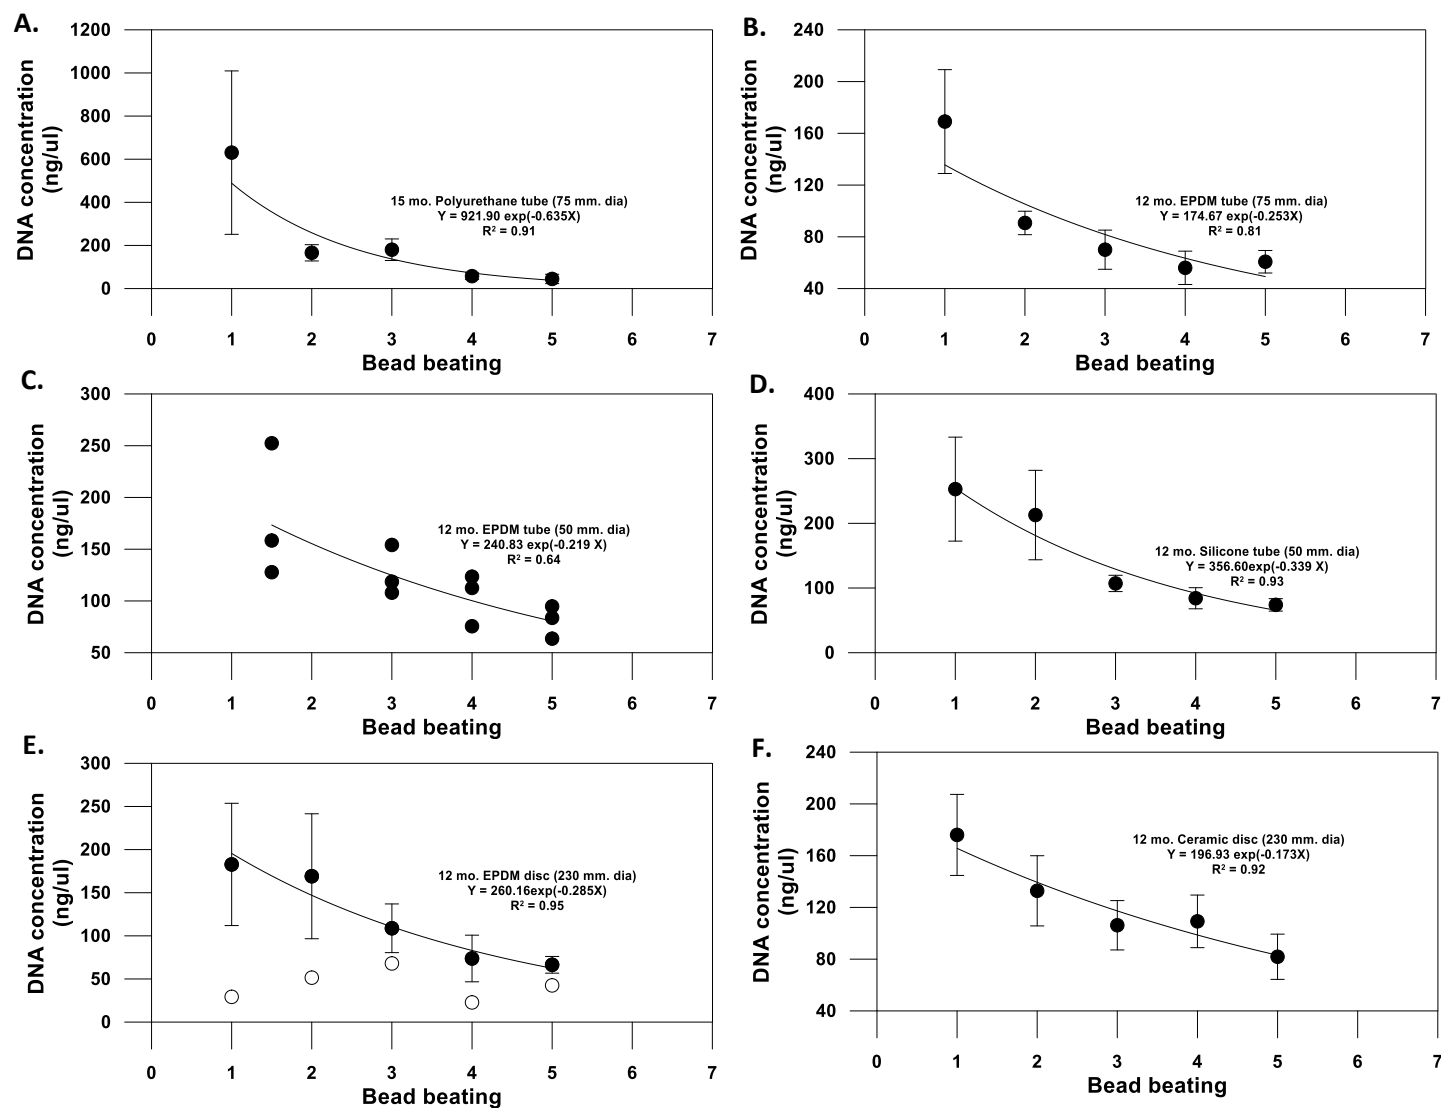 A.
DNA concentration
(ng/ul)
1200
1000
800
600
400
200
0
15 mo. Polyurethane tube (75 mm. dia)
Y = 921.90 exp(-0.635X)
R² = 0.91
0 1 2 3 4 5 6 7
Bead beating
B.
DNA concentration
(ng/ul)
240
200
160
120
80
40
12 mo. EPDM tube (75 mm. dia)
Y = 174.67 exp(-0.253X)
R² = 0.81
0 1 2 3 4 5 6 7
Bead beating
C.
DNA concentration
(ng/ul)
300
250
200
150
100
50
12 mo. EPDM tube (50 mm. dia)
Y = 240.83 exp(-0.219 X)
R² = 0.64
0 1 2 3 4 5 6 7
Bead beating
D.
DNA concentration
(ng/ul)
400
300
200
100
0
12 mo. Silicone tube (50 mm. dia)
Y = 356.60exp(-0.339 X)
R² = 0.93
0 1 2 3 4 5 6 7
Bead beating
E.
DNA concentration
(ng/ul)
300
250
200
150
100
50
0
12 mo. EPDM disc (230 mm. dia)
Y = 260.16exp(-0.285X)
R² = 0.95
0 1 2 3 4 5 6 7
Bead beating
F.
DNA concentration
(ng/ul)
240
200
160
120
80
40
12 mo. Ceramic disc (230 mm. dia)
Y = 196.93 exp(-0.173X)
R² = 0.92
0 1 2 3 4 5 6 7
Bead beating